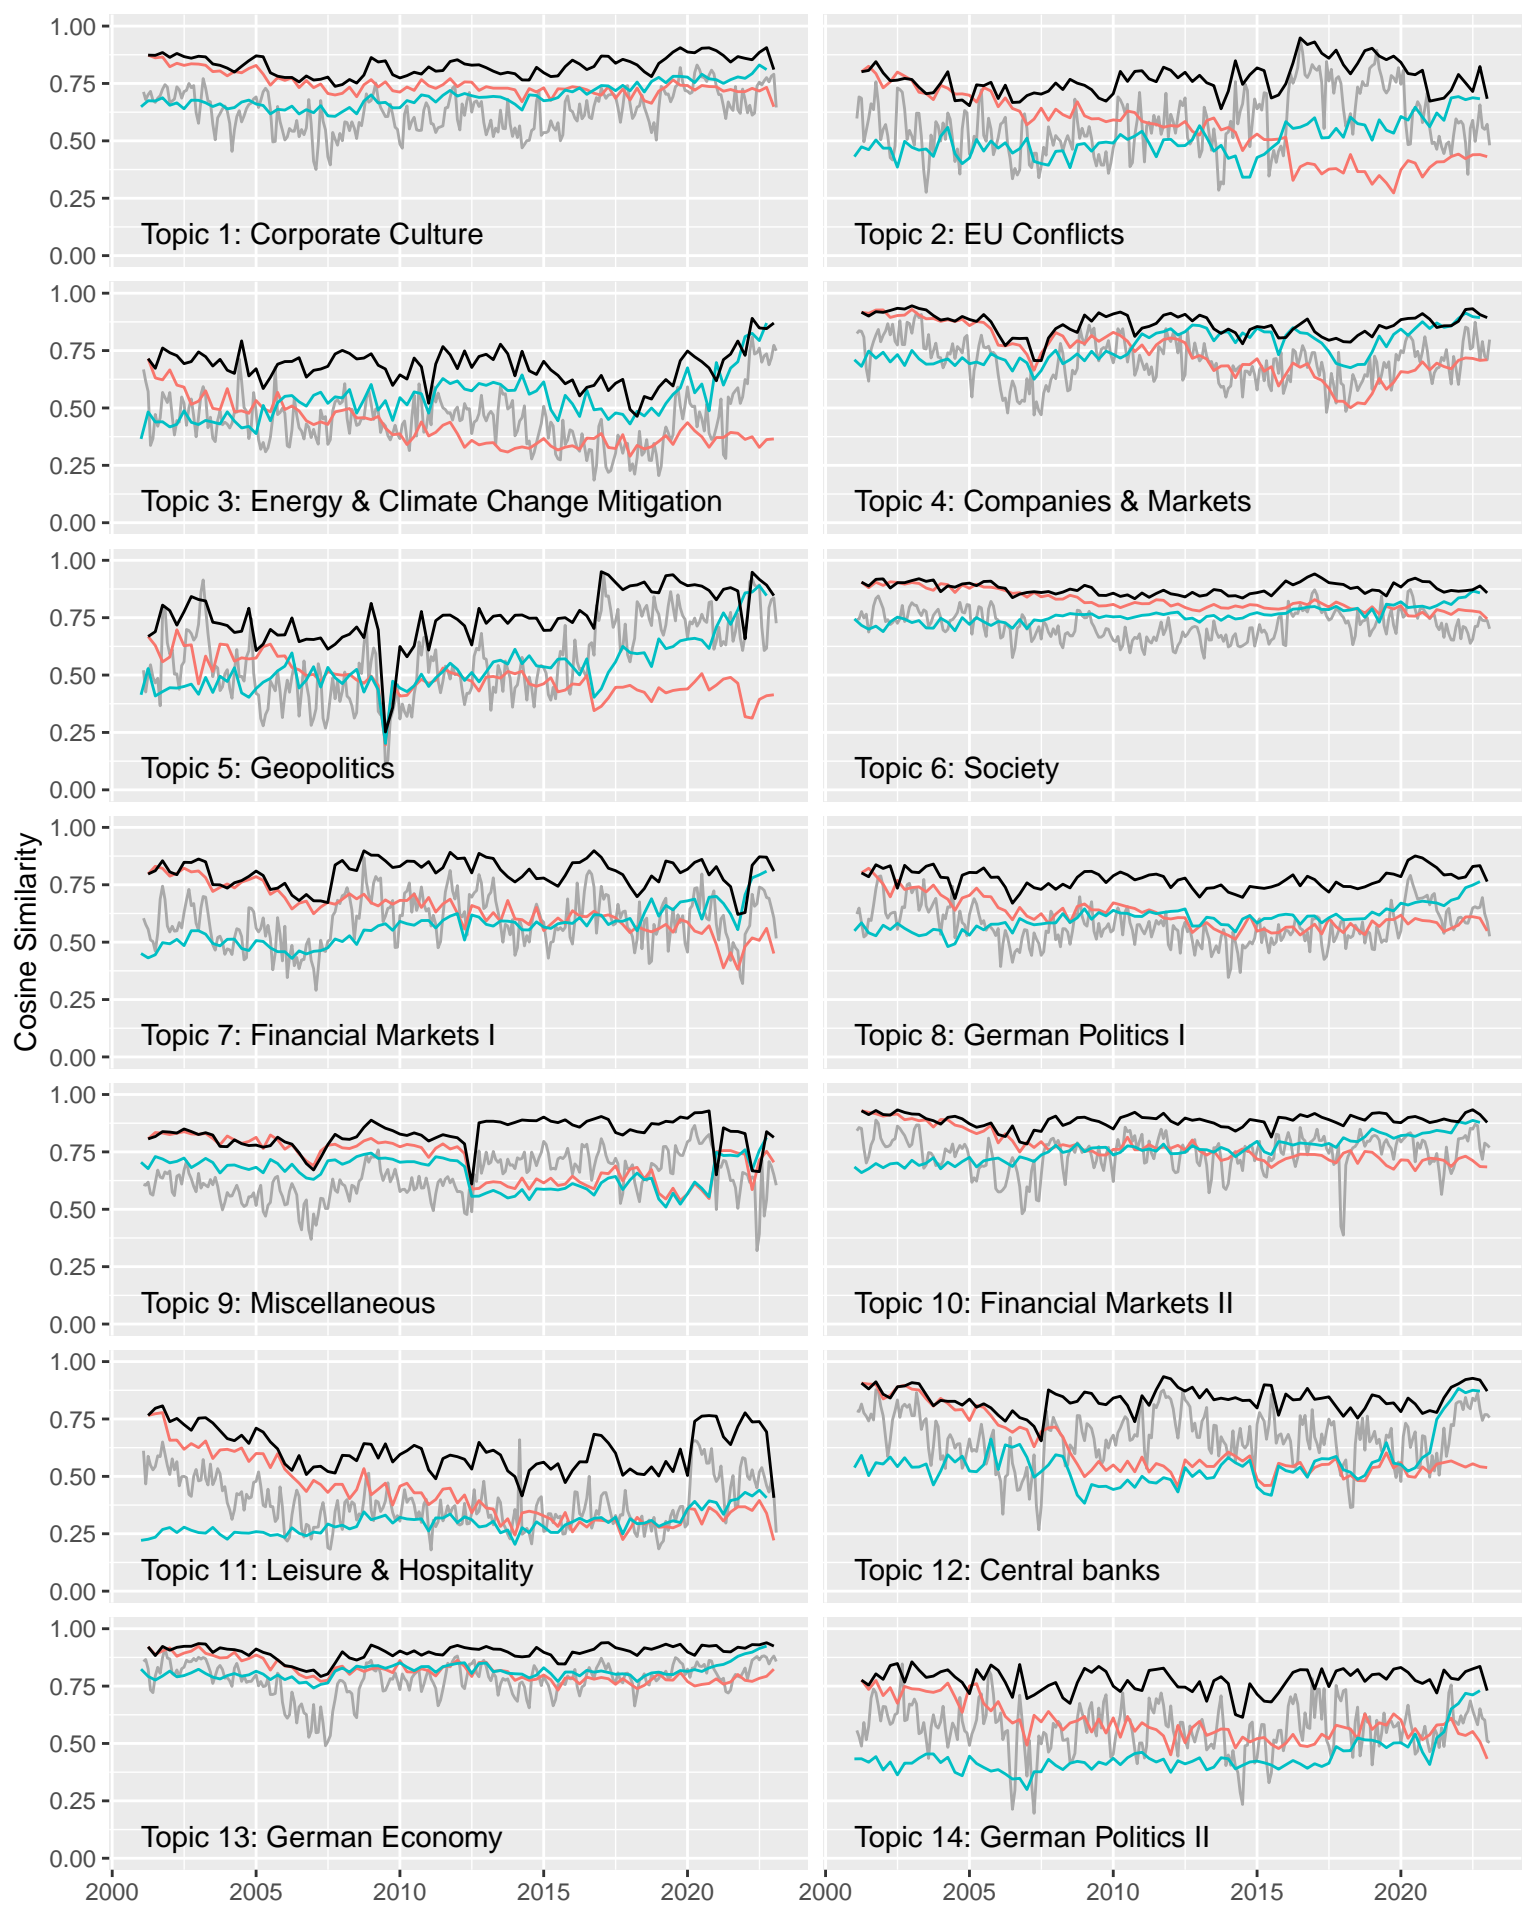 Cosine Similarity
1.00
0.75
0.50
0.25
0.00
Topic 1: Corporate Culture
Topic 2: EU Conflicts
1.00
0.75
0.50
0.25
0.00
Topic 3: Energy & Climate Change Mitigation
Topic 4: Companies & Markets
1.00
0.75
0.50
0.25
0.00
Topic 5: Geopolitics
Topic 6: Society
1.00
0.75
0.50
0.25
0.00
Topic 7: Financial Markets I
Topic 8: German Politics I
1.00
0.75
0.50
0.25
0.00
Topic 9: Miscellaneous
Topic 10: Financial Markets II
1.00
0.75
0.50
0.25
0.00
Topic 11: Leisure & Hospitality
Topic 12: Central banks
1.00
0.75
0.50
0.25
0.00
Topic 13: German Economy
Topic 14: German Politics II
2000 2005 2010 2015 2020
2000 2005 2010 2015 2020